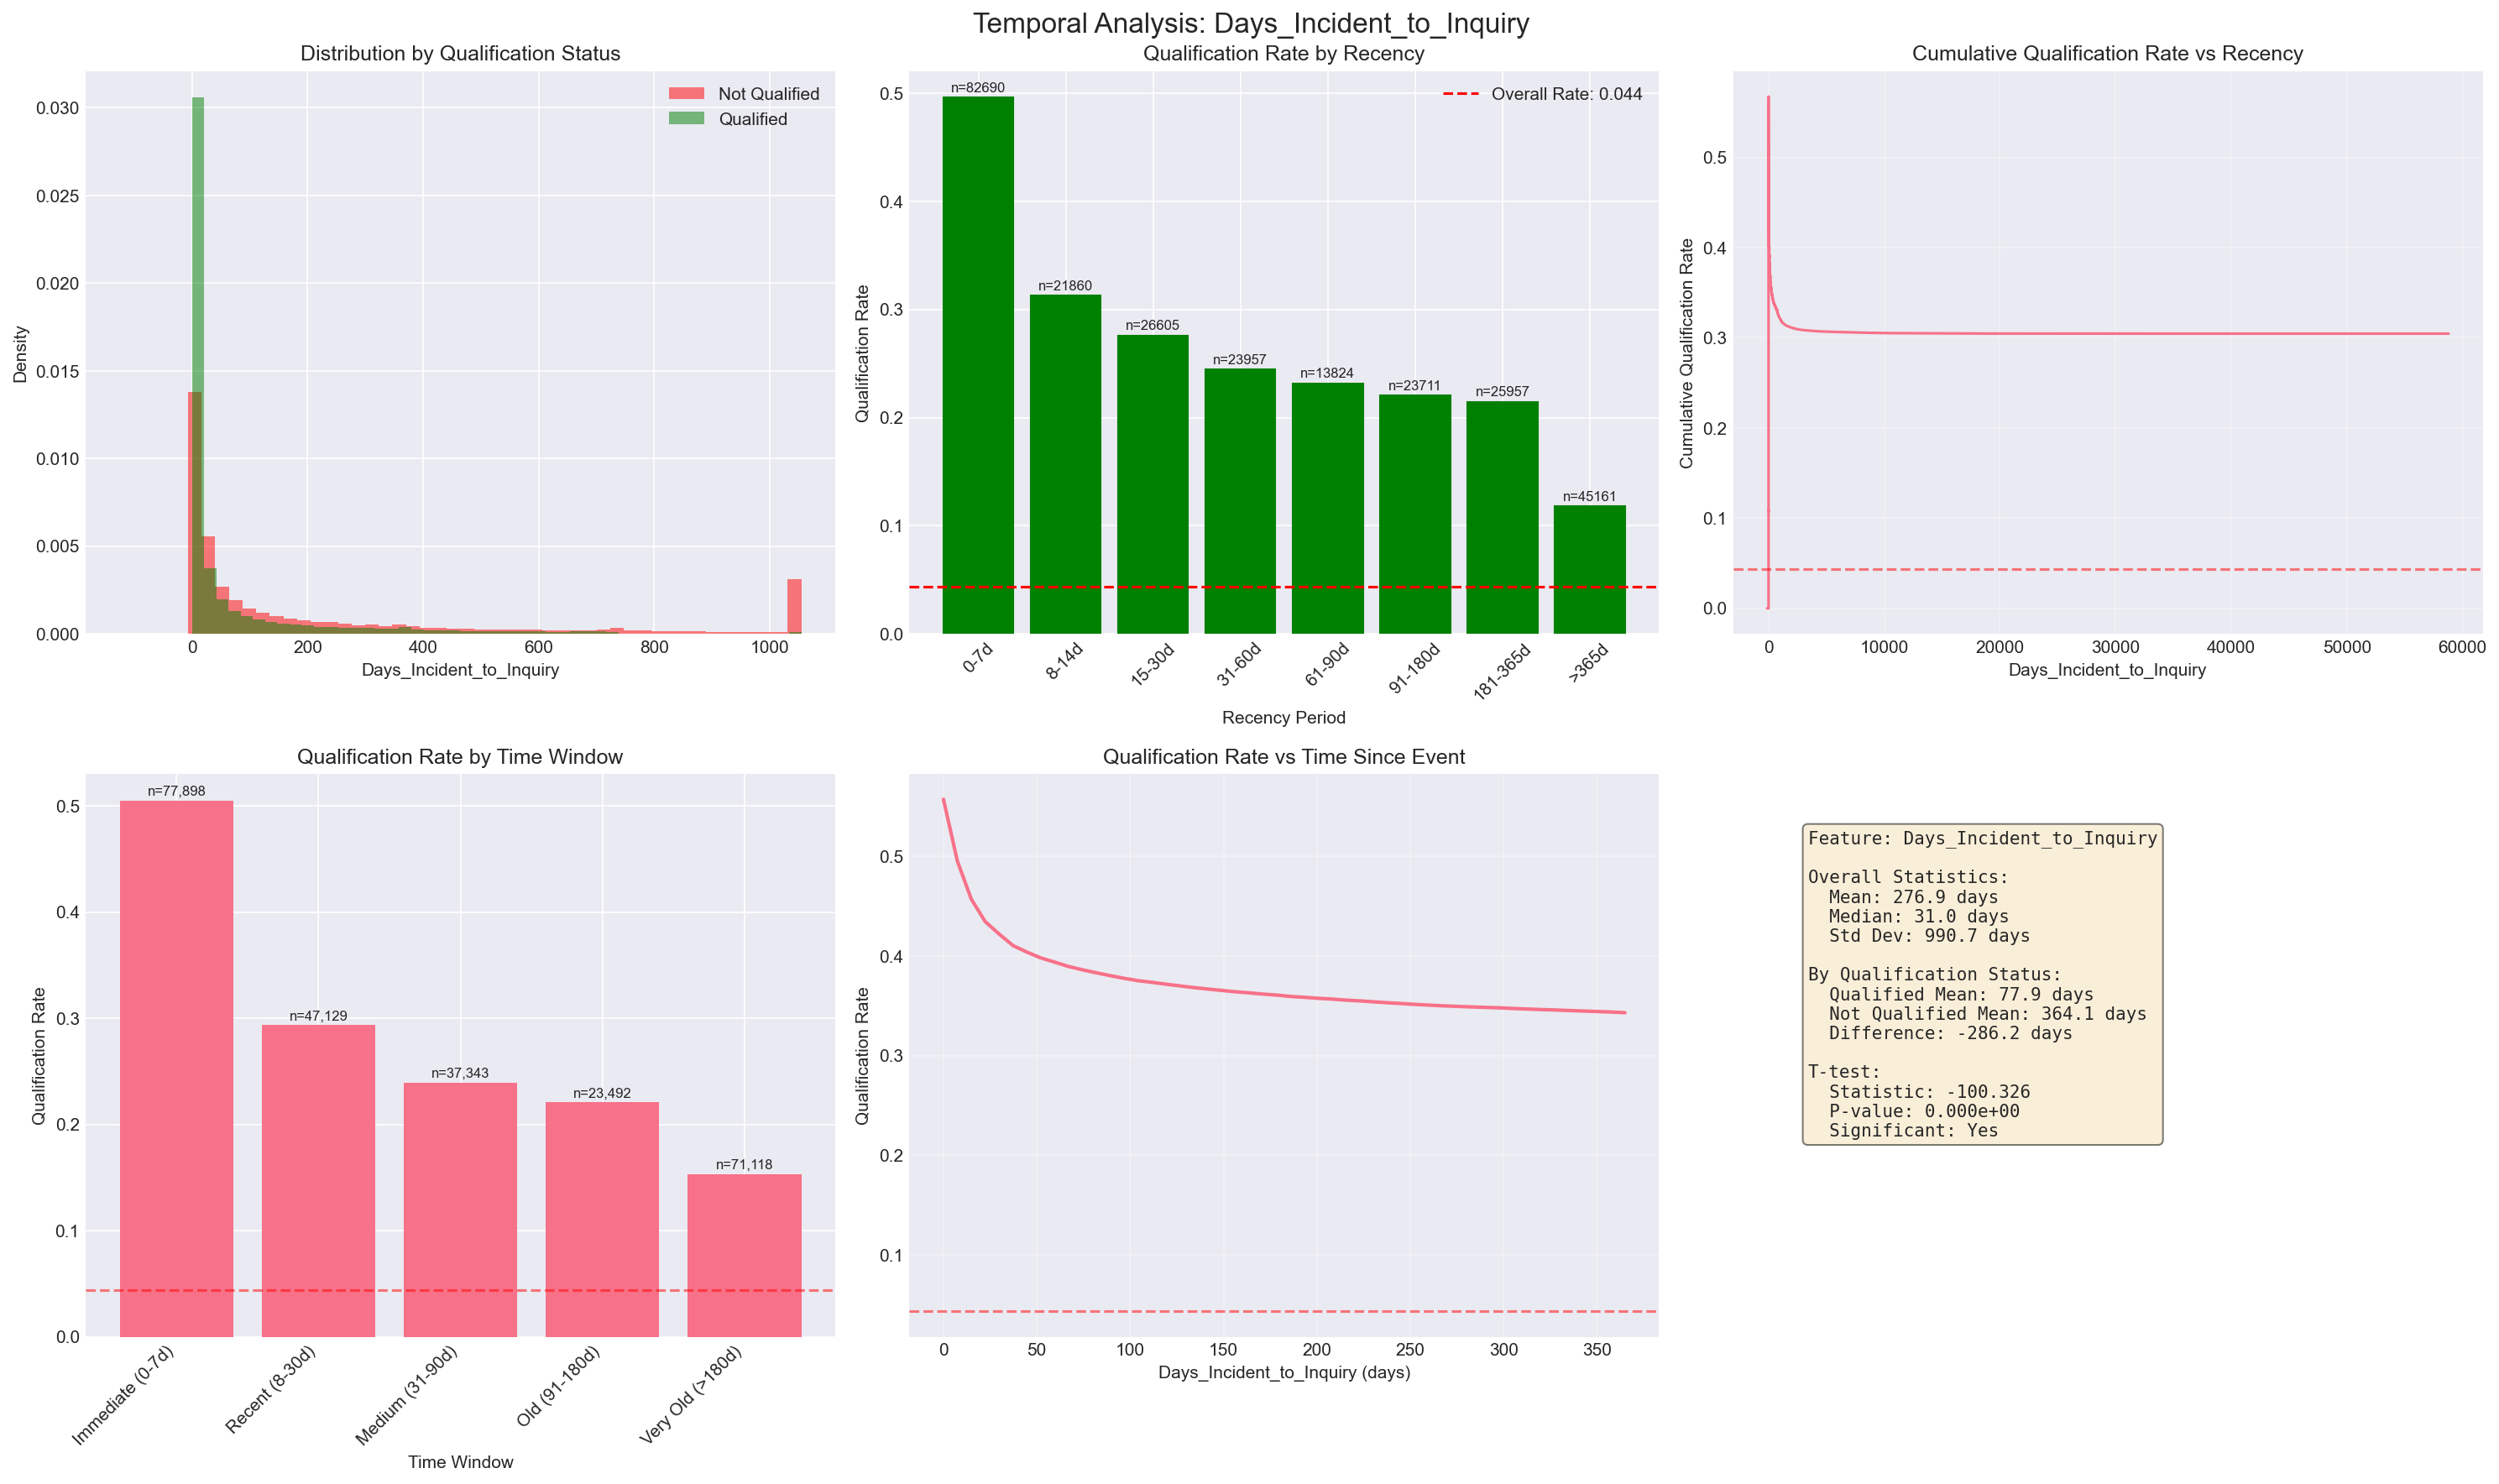 Temporal Analysis: Days_Incident_to_Inquiry
Distribution by Qualification Status
Density
0.030
0.025
0.020
0.015
0.010
0.005
0.000
0
200
400
600
800
1000
Days_Incident_to_Inquiry
Not Qualified
Qualified
Qualification Rate by Recency
Qualification Rate
0.5
0.4
0.3
0.2
0.1
0.0
n=82690
n=21860
n=26605
n=23957
n=13824
n=23711
n=25957
n=45161
Overall Rate: 0.044
0-7d
8-14d
15-30d
31-60d
61-90d
91-180d
181-365d
>365d
Recency Period
Cumulative Qualification Rate vs Recency
Cumulative Qualification Rate
0.5
0.4
0.3
0.2
0.1
0.0
0
10000
20000
30000
40000
50000
60000
Days_Incident_to_Inquiry
Qualification Rate by Time Window
Qualification Rate
0.5
0.4
0.3
0.2
0.1
0.0
n=77,898
n=47,129
n=37,343
n=23,492
n=71,118
Immediate (0-7d)
Recent (8-30d)
Medium (31-90d)
Old (91-180d)
Very Old (>180d)
Time Window
Qualification Rate vs Time Since Event
Qualification Rate
0.5
0.4
0.3
0.2
0.1
0
50
100
150
200
250
300
350
Days_Incident_to_Inquiry (days)
Feature: Days_Incident_to_Inquiry
Overall Statistics:
Mean: 276.9 days
Median: 31.0 days
Std Dev: 990.7 days
By Qualification Status:
Qualified Mean: 77.9 days
Not Qualified Mean: 364.1 days
Difference: -286.2 days
T-test:
Statistic: -100.326
P-value: 0.000e+00
Significant: Yes